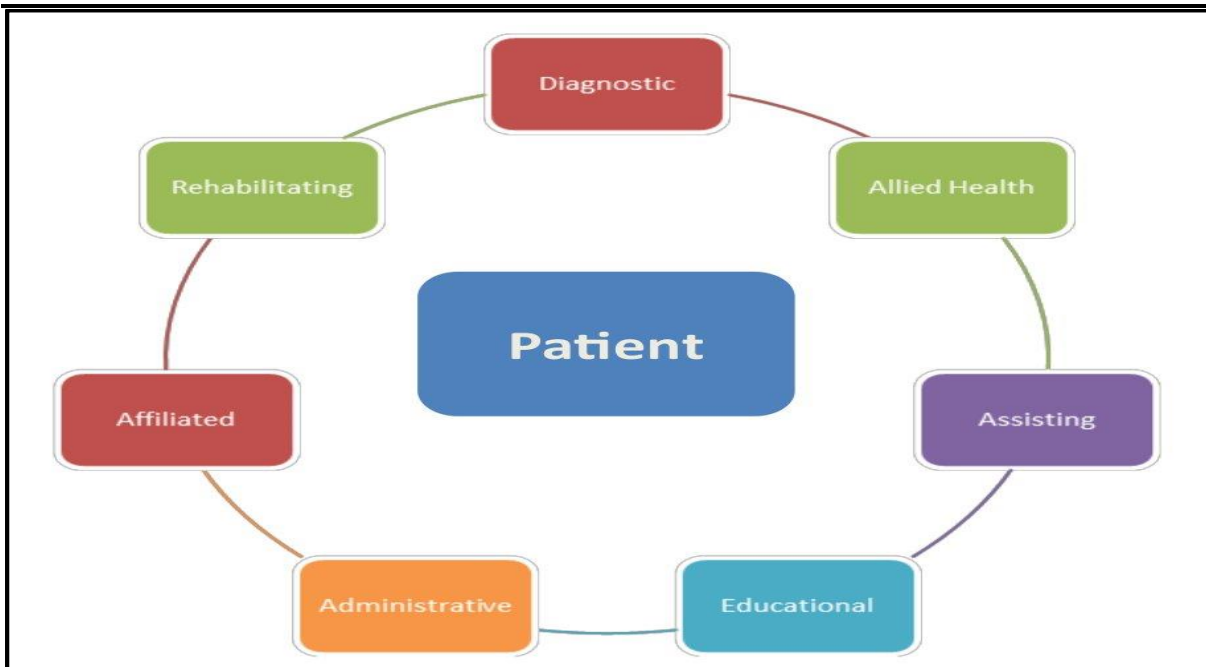 Diagnostic
Rehabilitating
Allied Health
Patient
Affiliated
Assisting
Administrative
Educational